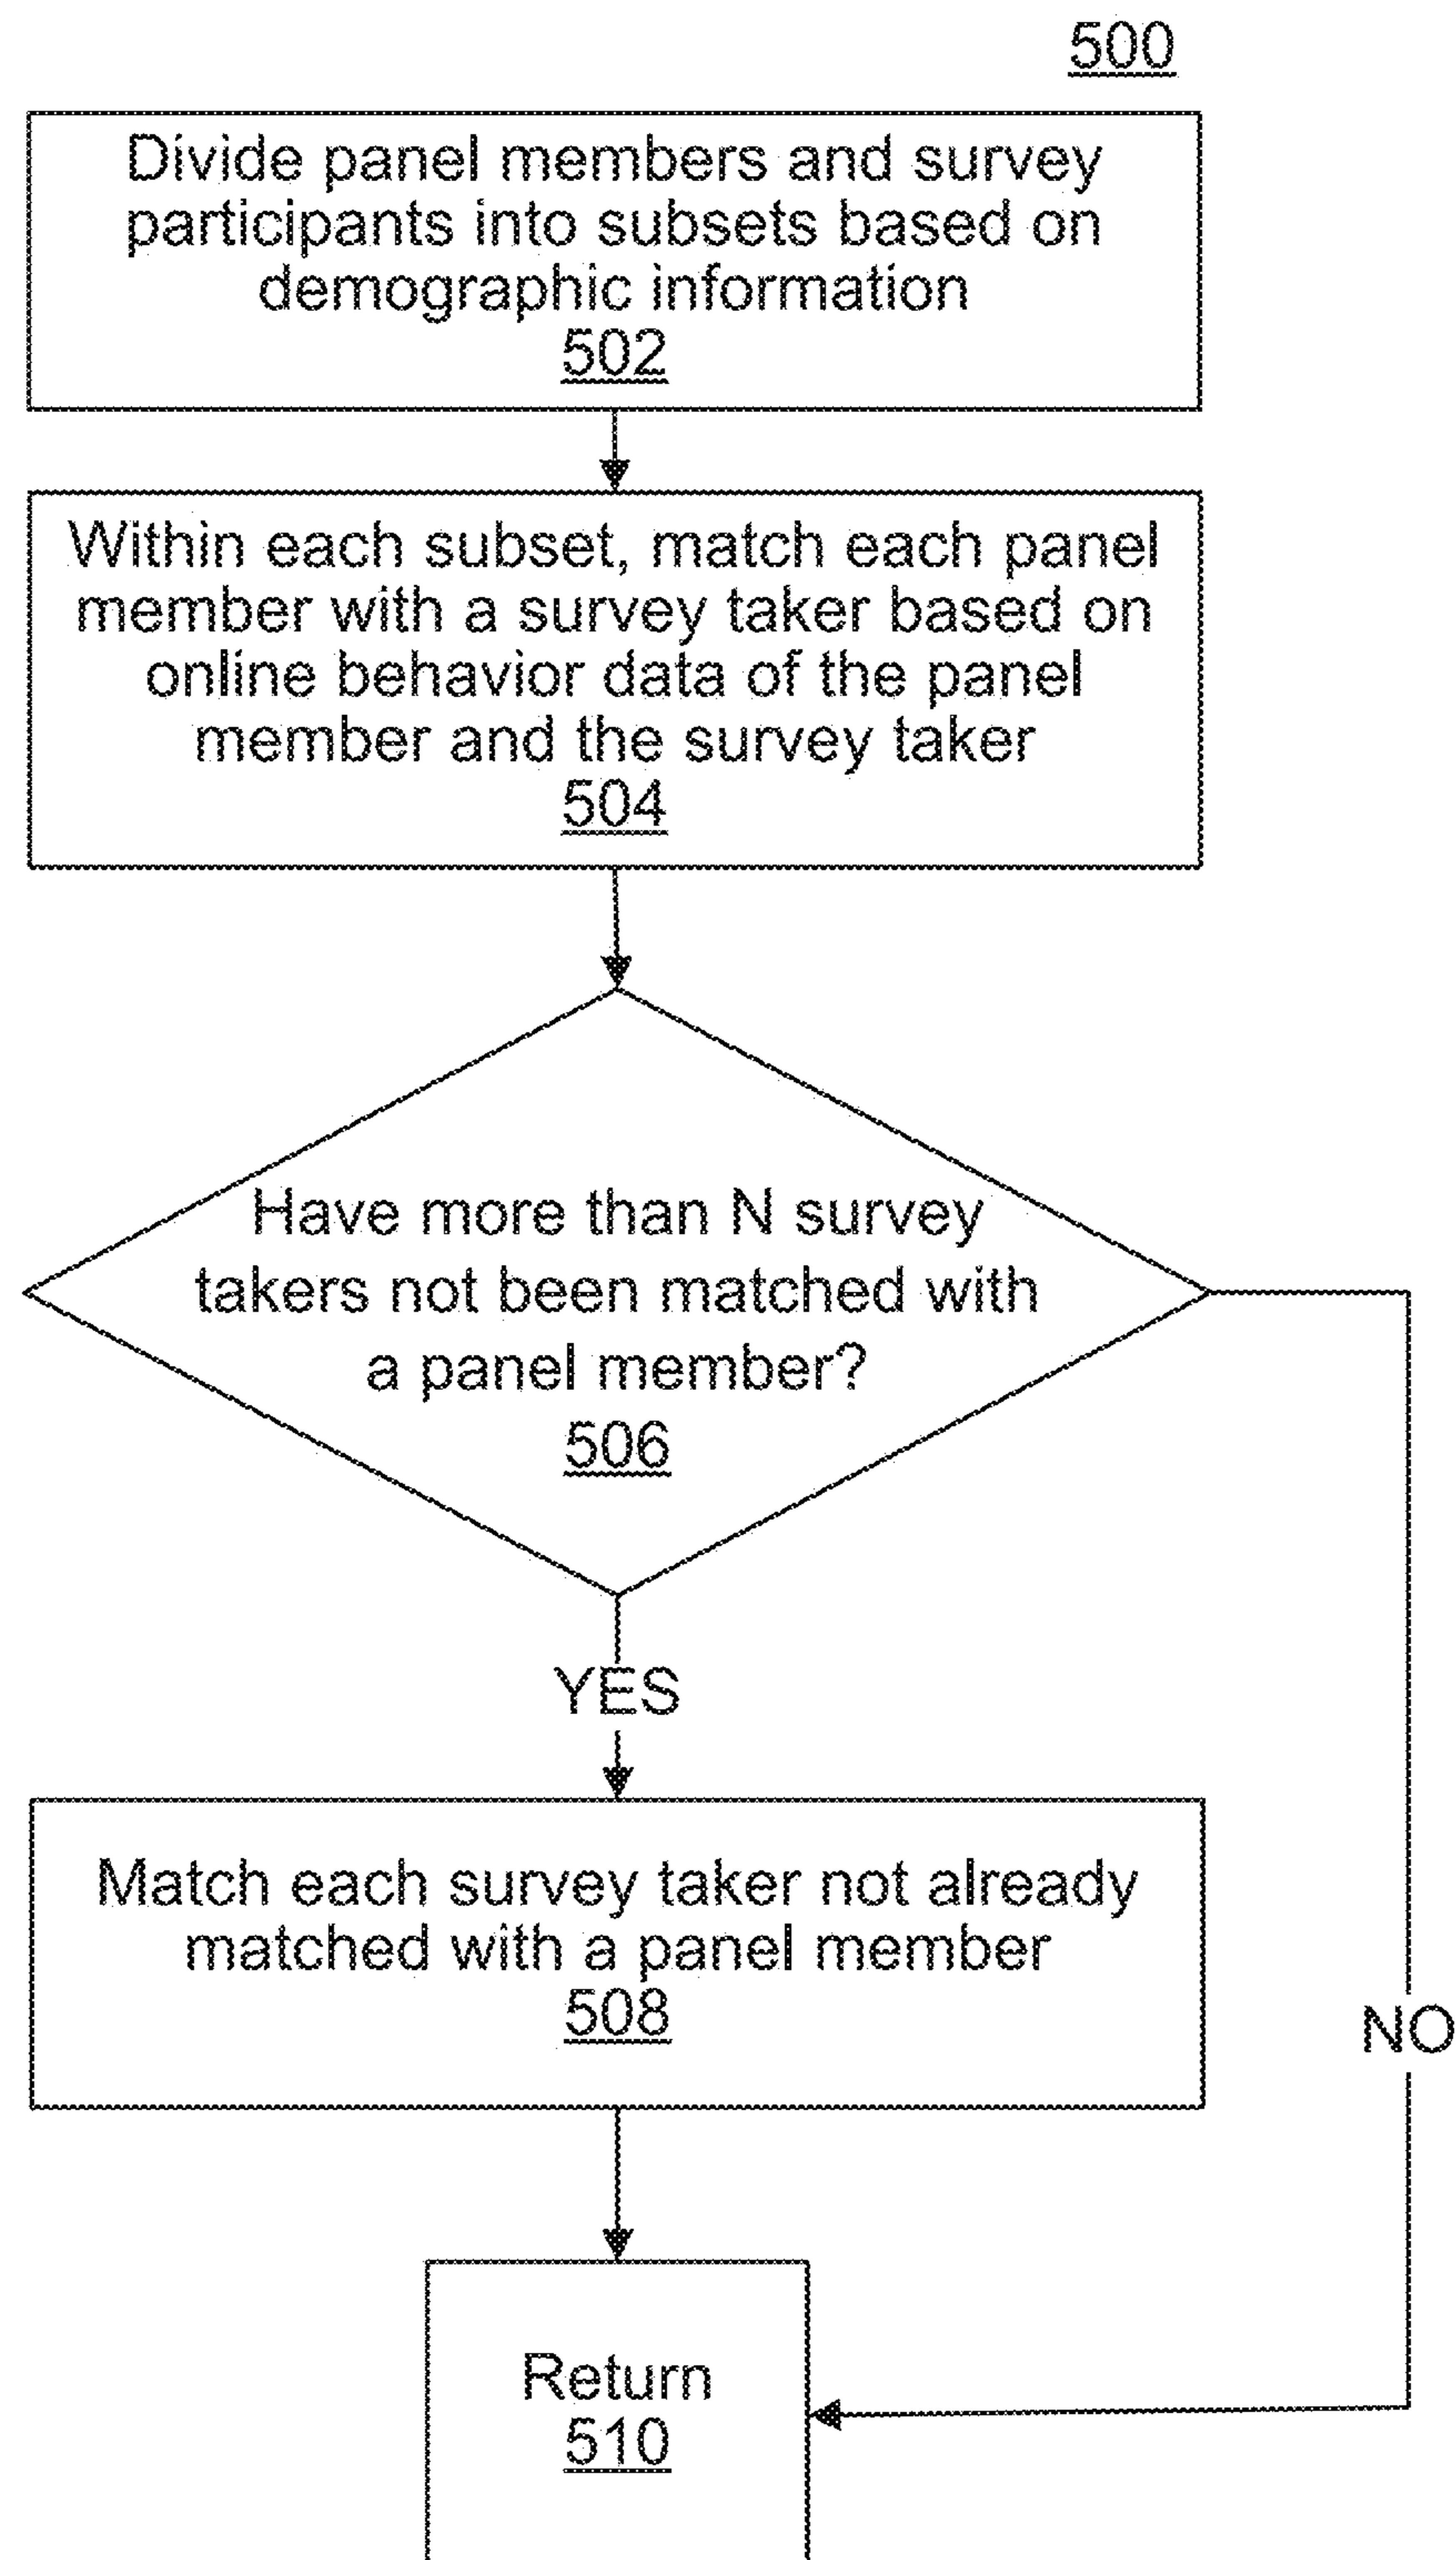 500
Divide panel members and survey
participants into subsets based on
demographic information
502
Within each subset, match each panel
member with a survey taker based on
online behavior data of the panel
member and the survey taker
504
Have more than N survey
takers not been matched with
a panel member?
506
YES
Match each survey taker not already
matched with a panel member
508
NO
Return
510